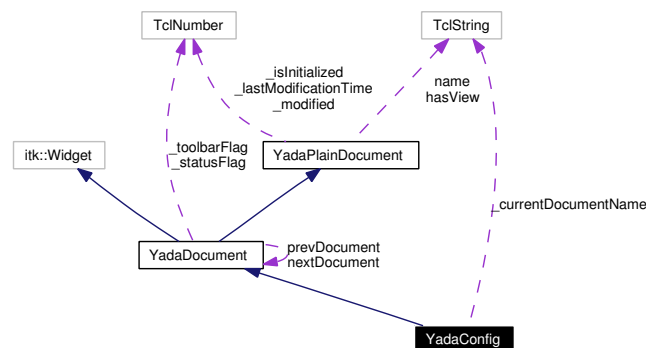 TclNumber
TclString
_isInitialized
_lastModificationTime
_modified
name
hasView
_toolbarFlag
_statusFlag
itk::Widget
YadaPlainDocument
_currentDocumentName
YadaDocument
prevDocument
nextDocument
YadaConfig